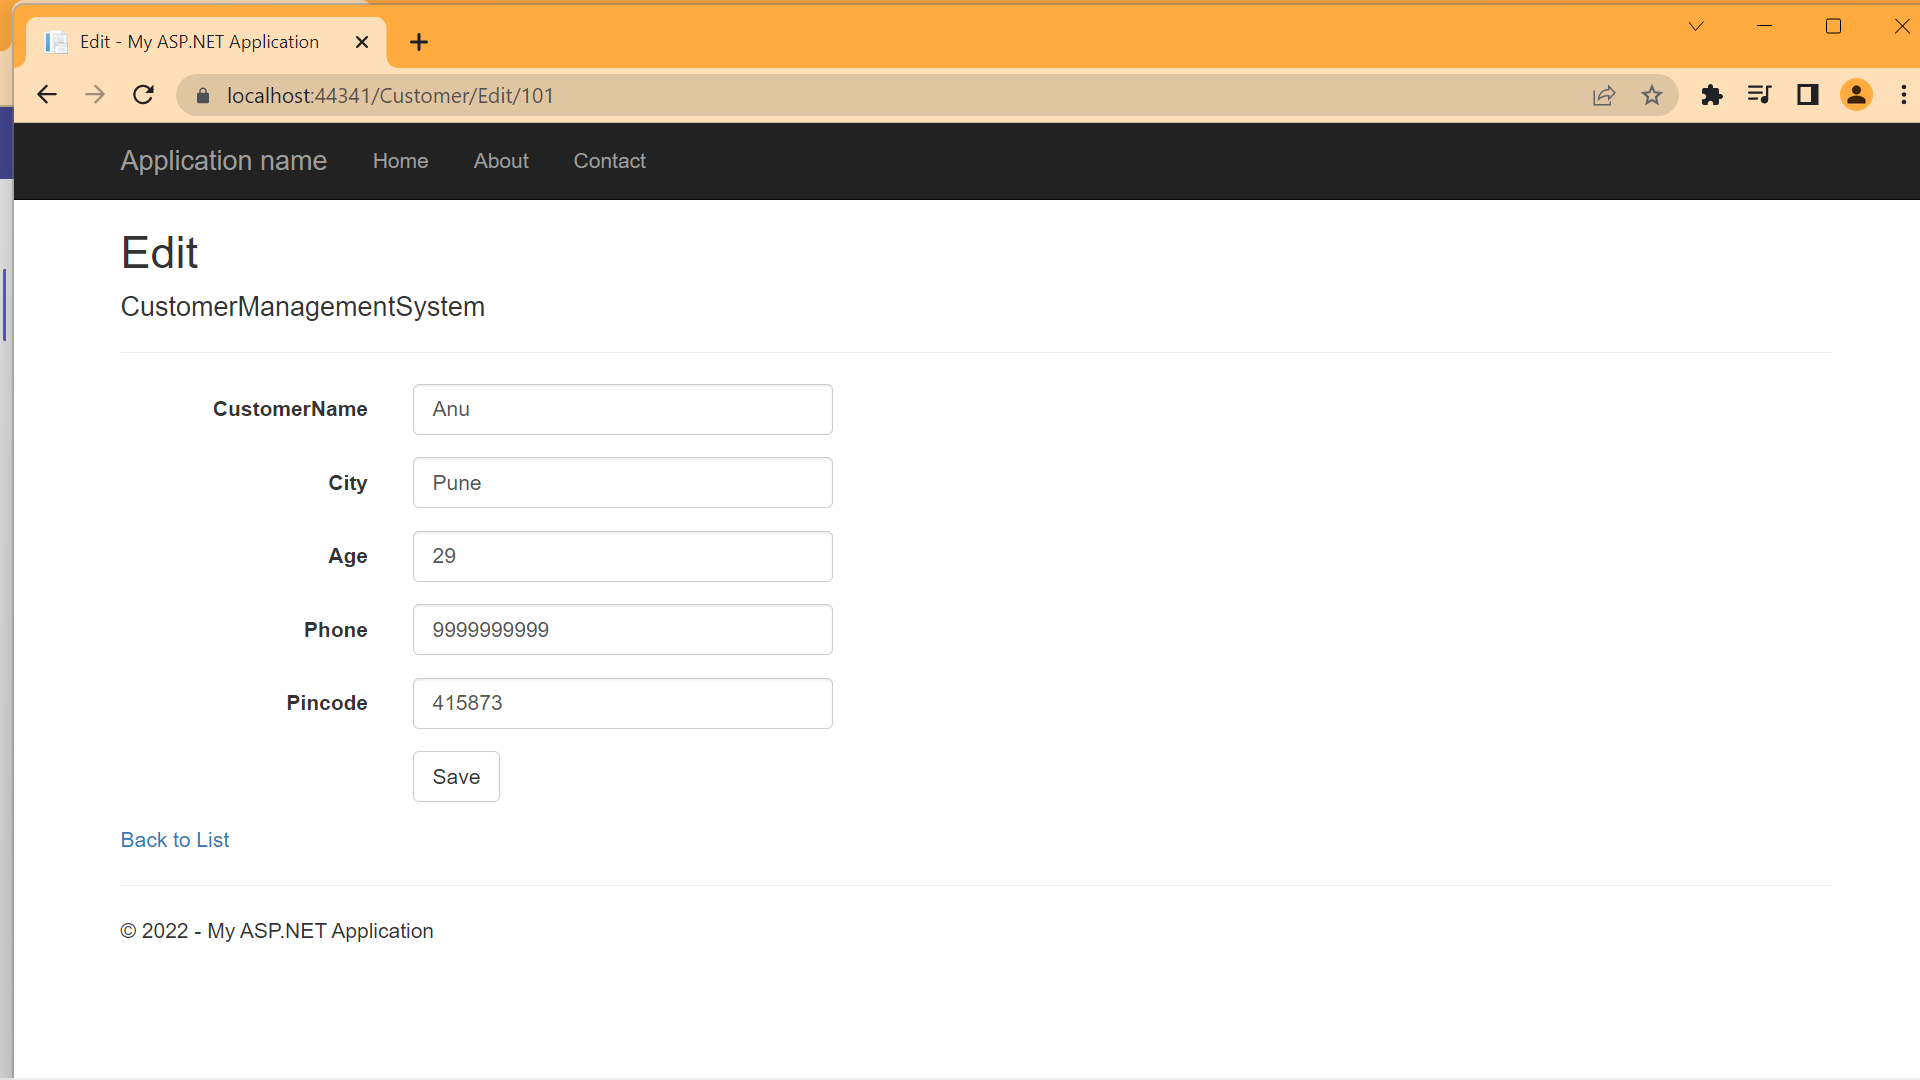 Edit - My ASP.NET Application
localhost:44341/Customer/Edit/101
Application name Home About Contact
Edit
CustomerManagementSystem
CustomerName Anu
City Pune
Age 29
Phone 9999999999
Pincode 415873
Save
Back to List
© 2022 - My ASP.NET Application